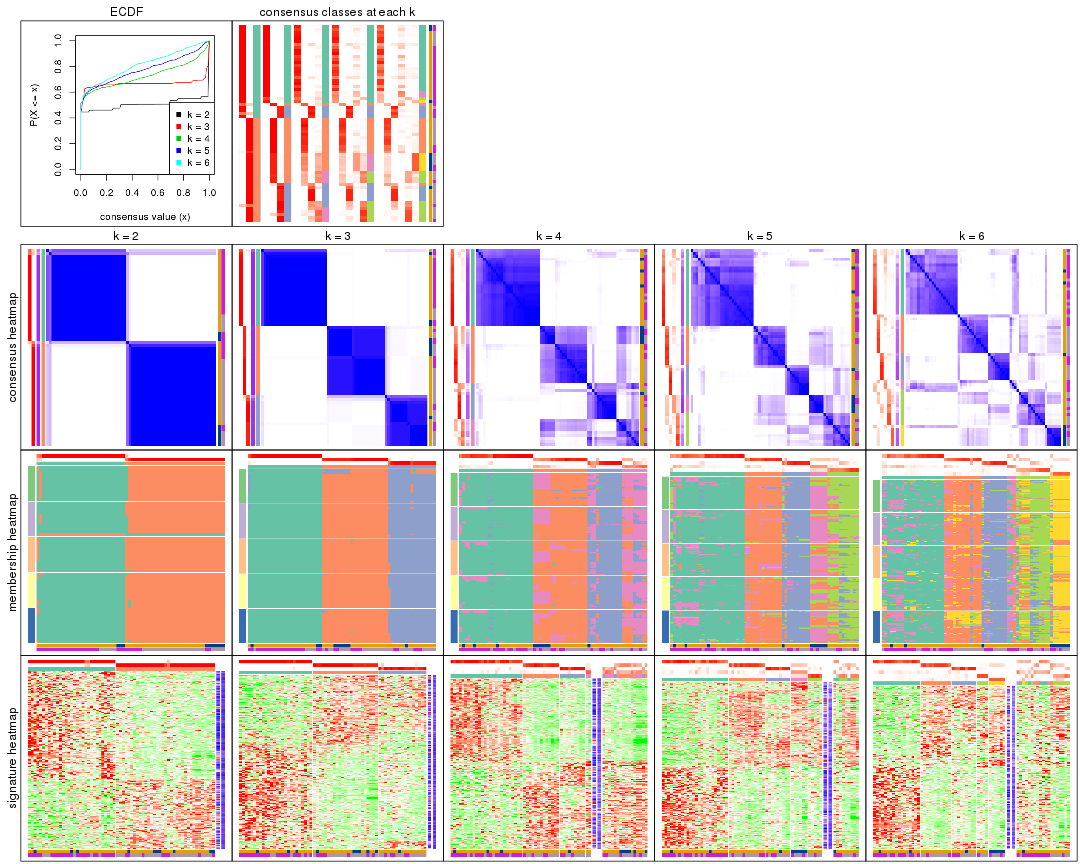 ECDF
consensus classes at each k
P(X <= x)
0.0 0.2 0.4 0.6 0.8 1.0
k = 2
k = 3
k = 4
k = 5
k = 6
0.0 0.2 0.4 0.6 0.8 1.0
consensus value (x)
k = 2
k = 3
k = 4
k = 5
k = 6
consensus heatmap
membership heatmap
signature heatmap